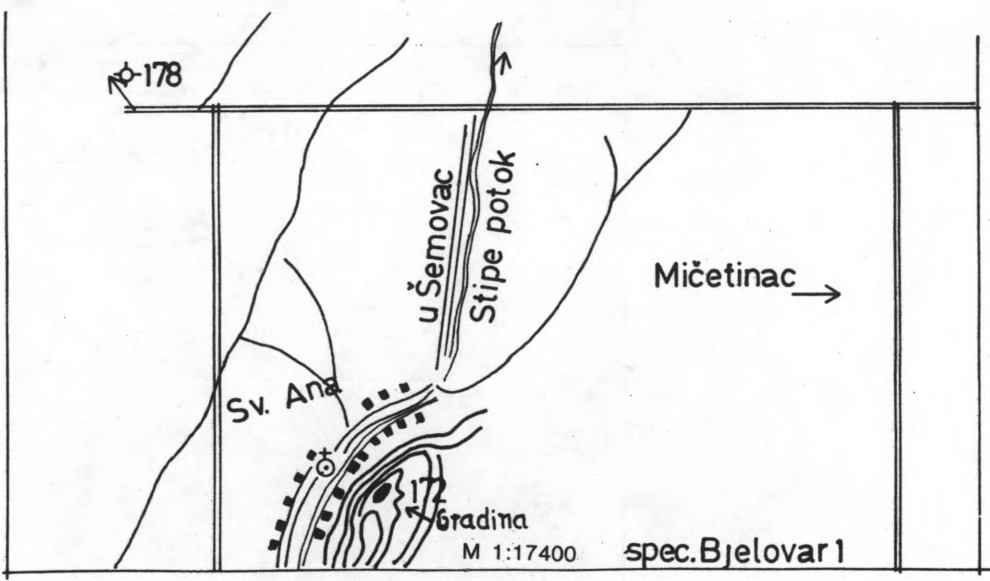 178
u Šemovac
Stipe potok
Mičetinac
Sv. Ana
172
Gradina
M 1:17400
spec.Bjelovar 1